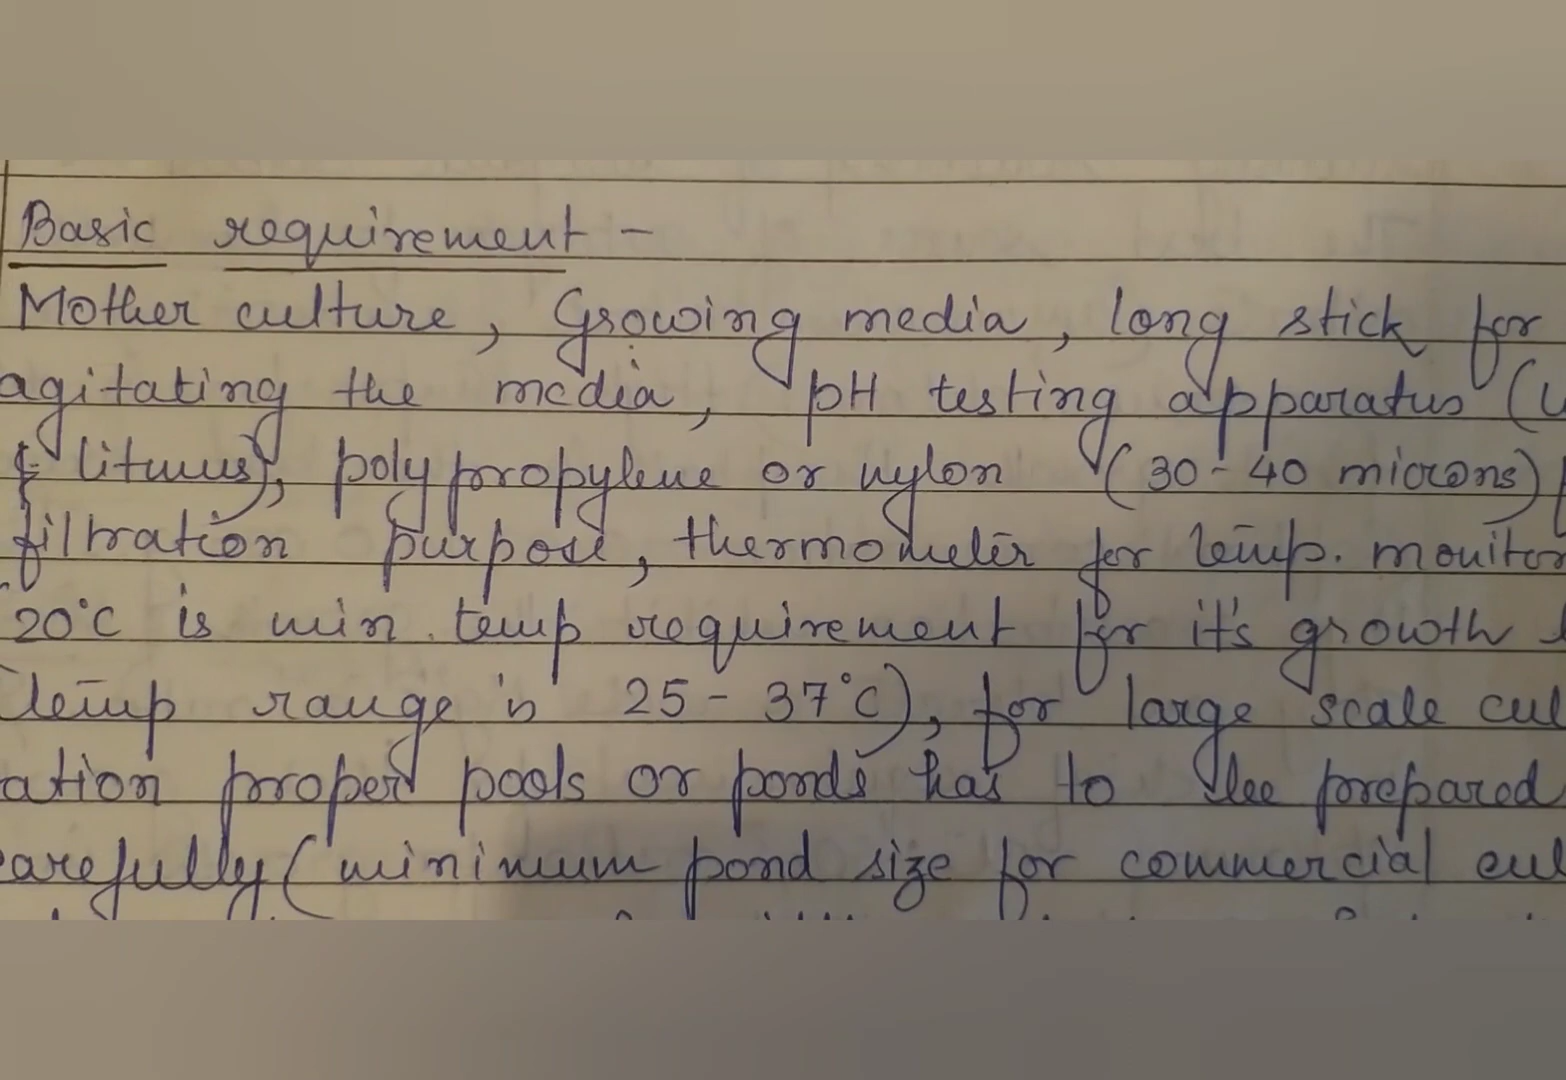 Basic requirement -
Mother culture, Growing media, long stick for
agitating the media, pH testing apparatus (
& litmus), polypropylene or nylon (30-40 microns)
filtration purpose, thermometer for temp. monitor
20°C is min. temp requirement for it's growth
temp range is 25-37°C), for large scale cul
ation proper pools or ponds has to be prepared
carefully (minimum pond size for commercial cul